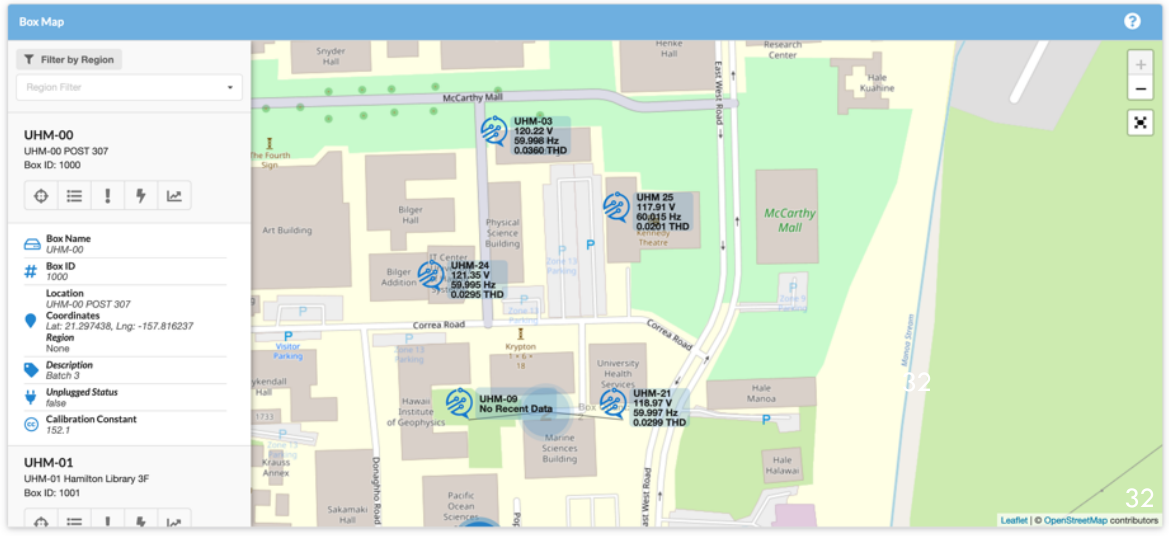 Box Map
?
Filter by Region
Region Filter
UHM-00
UHM-00 POST 307
Box ID: 1000
Box Name
UHM-00
Box ID
1000
Location
UHM-00 POST 307
Coordinates
Lat: 21.297438, Lng: -157.816237
Region
None
Description
Batch 3
Unplugged Status
false
Calibration Constant
152.1
UHM-01
UHM-01 Hamilton Library 3F
Box ID: 1001
Snyder
Hall
Henke
Hall
Research
Center
Hale
Kuahine
East West Road
McCarthy Mall
UHM-03
120.22 V
59.998 Hz
0.0360 THD
The Fourth
Sign
UHM 25
117.91 V
60.015 Hz
0.0201 THD
Kennedy
Theatre
McCarthy
Mall
Bilger
Hall
Art Building
Physical
Science
Building
P
P
Zone 13
Parking
IT Center
Bilger
Addition
UHM-24
121.35 V
59.995 Hz
0.0295 THD
P
Zone 13
Parking
P
Zone 9
Parking
P
Correa Road
Correa Road
P
Visitor
Parking
P
Zone 13
Parking
Krypton
1 • 6 •
18
Manoa Stream
University
Health
Services
ykendall
Hall
1733
Hawaii
Institute
of Geophysics
UHM-09
No Recent Data
2
Box
2
UHM-21
118.97 V
59.997 Hz
0.0299 THD
Hale
Manoa
P
32
P
Zone 13
Parking
Krauss
Annex
Marine
Sciences
Building
Hale
Halawai
Donaghho Road
Sakamaki
Hall
Pacific
Ocean
Sciences
Pop
ast West Road
32
+
−
Leaflet | © OpenStreetMap contributors